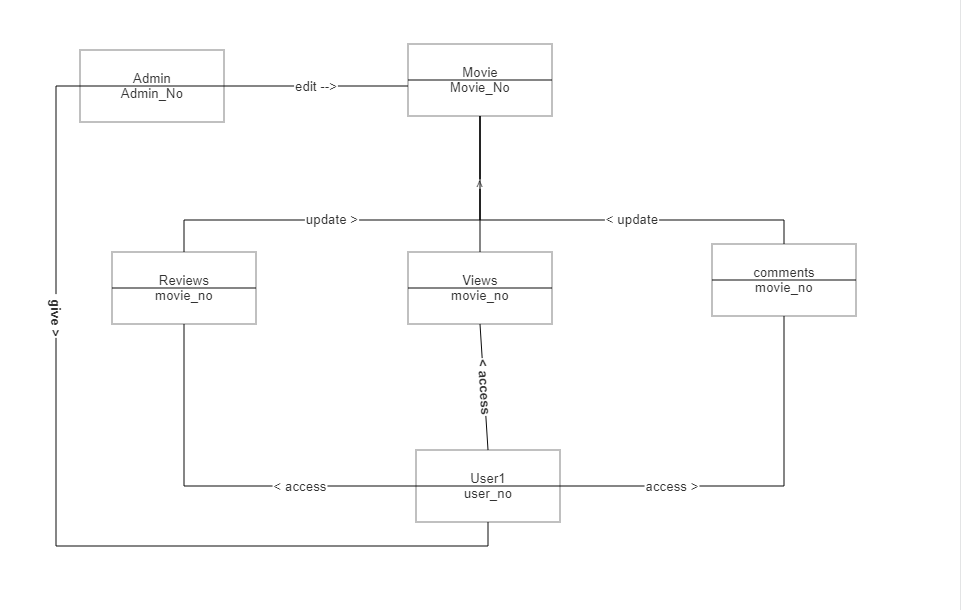 Admin
Admin_No
edit -->
Movie
Movie_No
^
update >
< update
Reviews
movie_no
Views
movie_no
comments
movie_no
give >
< access
< access
User1
user_no
access >